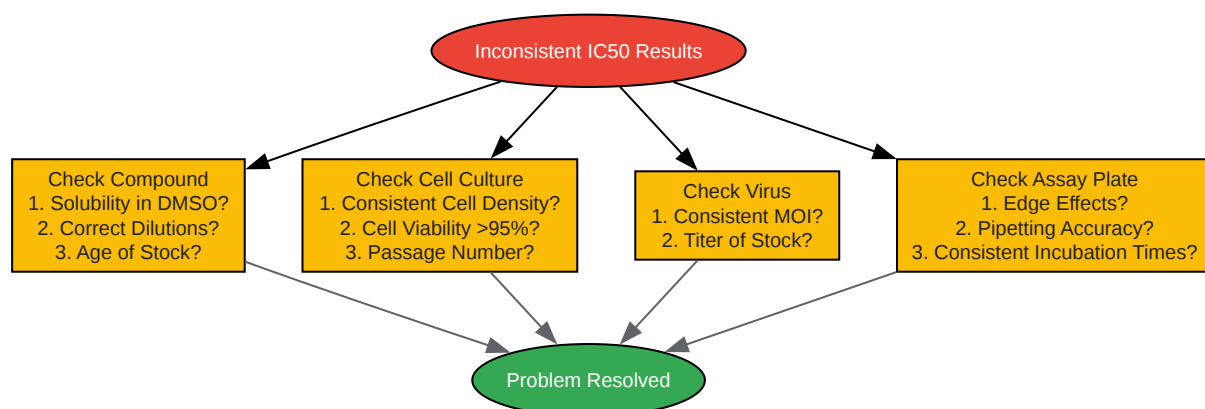 Inconsistent IC50 Results
Check Compound
1. Solubility in DMSO?
2. Correct Dilutions?
3. Age of Stock?
Check Cell Culture
1. Consistent Cell Density?
2. Cell Viability >95%?
3. Passage Number?
Check Virus
1. Consistent MOI?
2. Titer of Stock?
Check Assay Plate
1. Edge Effects?
2. Pipetting Accuracy?
3. Consistent Incubation Times?
Problem Resolved